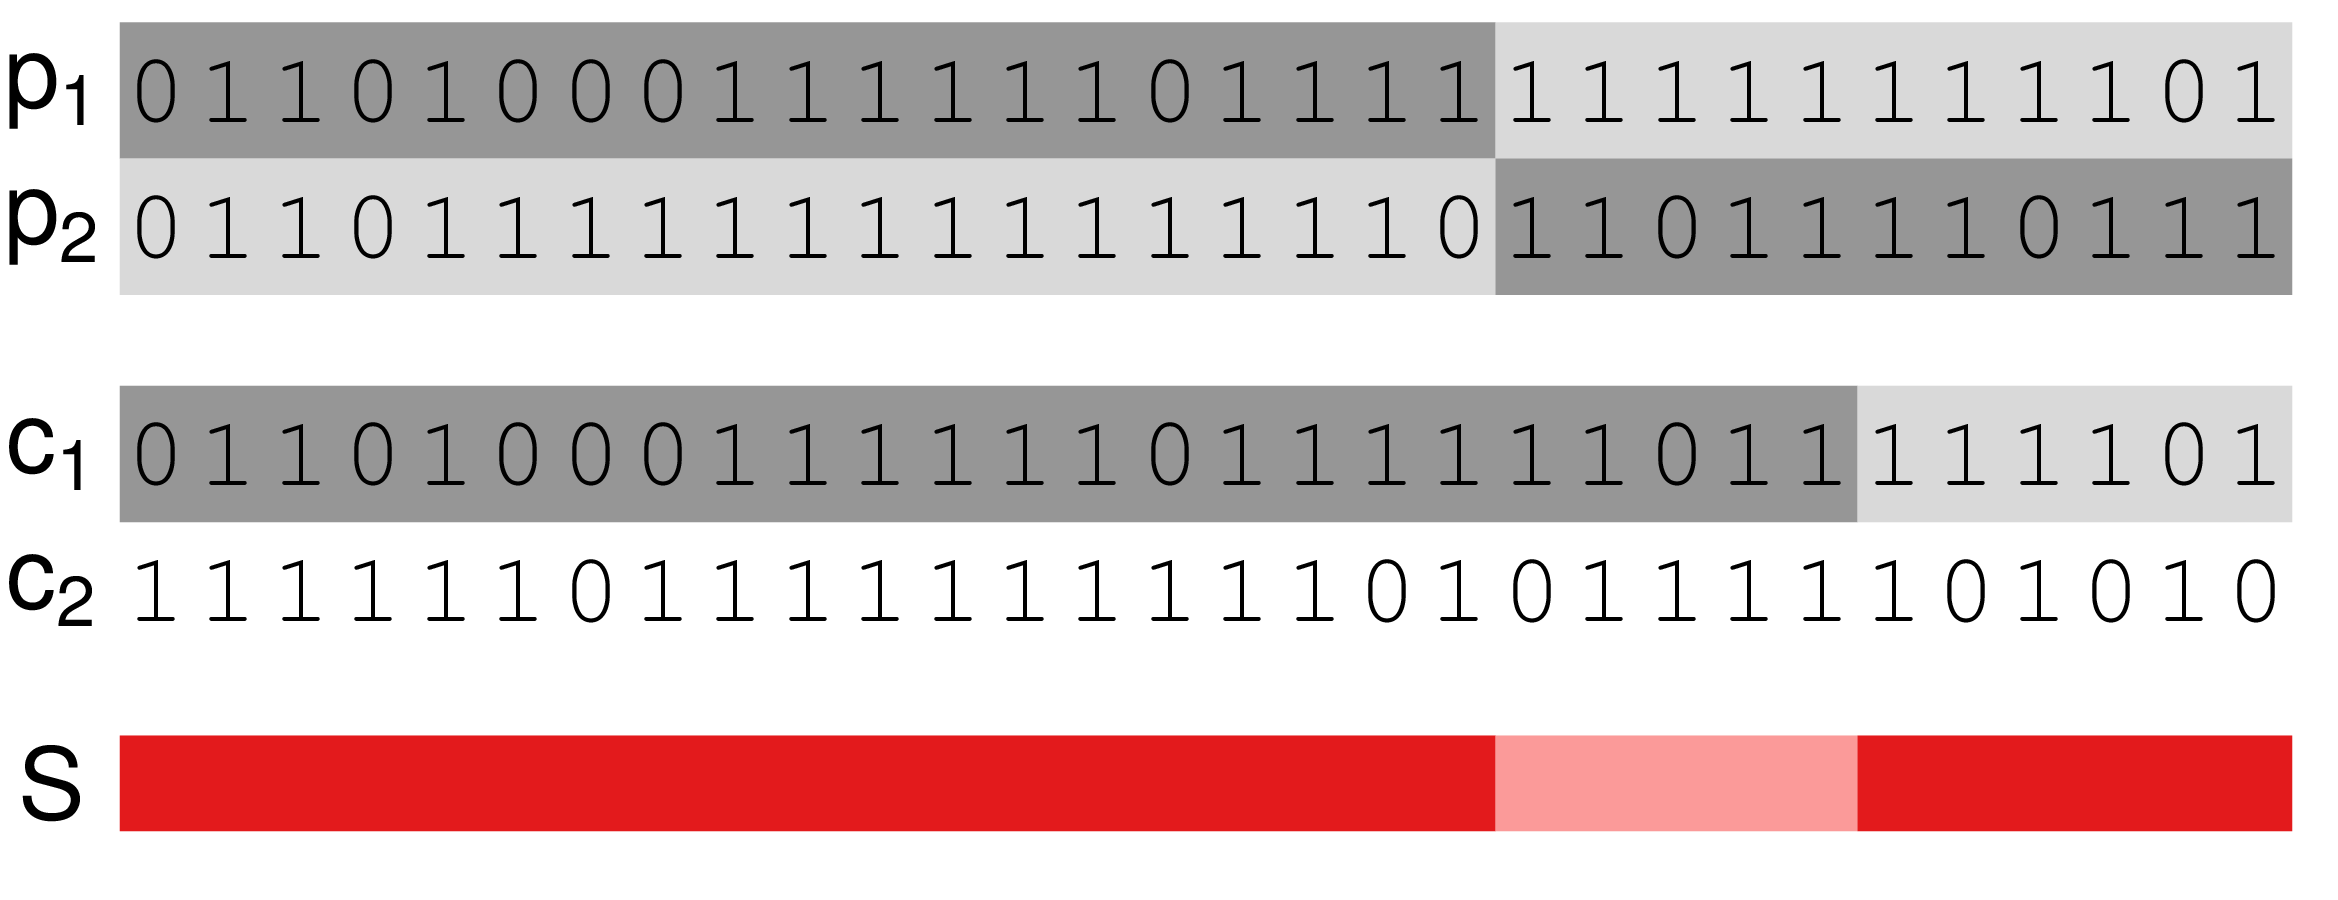 p₁ 0 1 1 0 1 0 0 0 1 1 1 1 1 1 0 1 1 1 1 1 1 1 1 1 1 1 1 1 0 1
p₂ 0 1 1 0 1 1 1 1 1 1 1 1 1 1 1 1 1 1 0 1 1 0 1 1 1 1 0 1 1 1
c₁ 0 1 1 0 1 0 0 0 1 1 1 1 1 1 0 1 1 1 1 1 1 0 1 1 1 1 1 1 0 1
c₂ 1 1 1 1 1 1 0 1 1 1 1 1 1 1 1 1 1 0 1 0 1 1 1 1 1 0 1 0 1 0
S